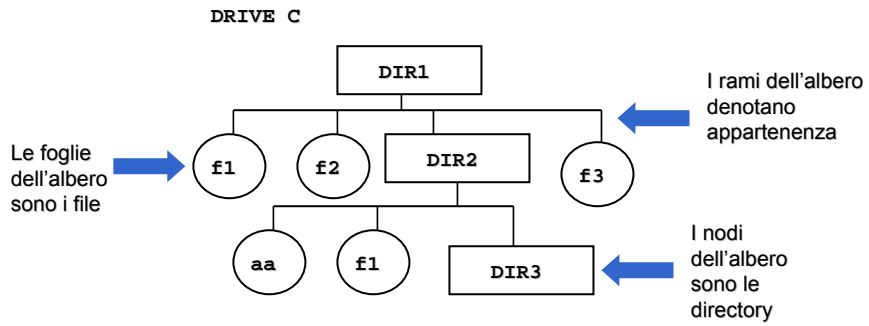 DRIVE C
DIR1
I rami dell'albero
denotano
appartenenza
Le foglie
dell'albero
sono i file
f1
f2
DIR2
f3
aa
f1
DIR3
I nodi
dell'albero
sono le
directory